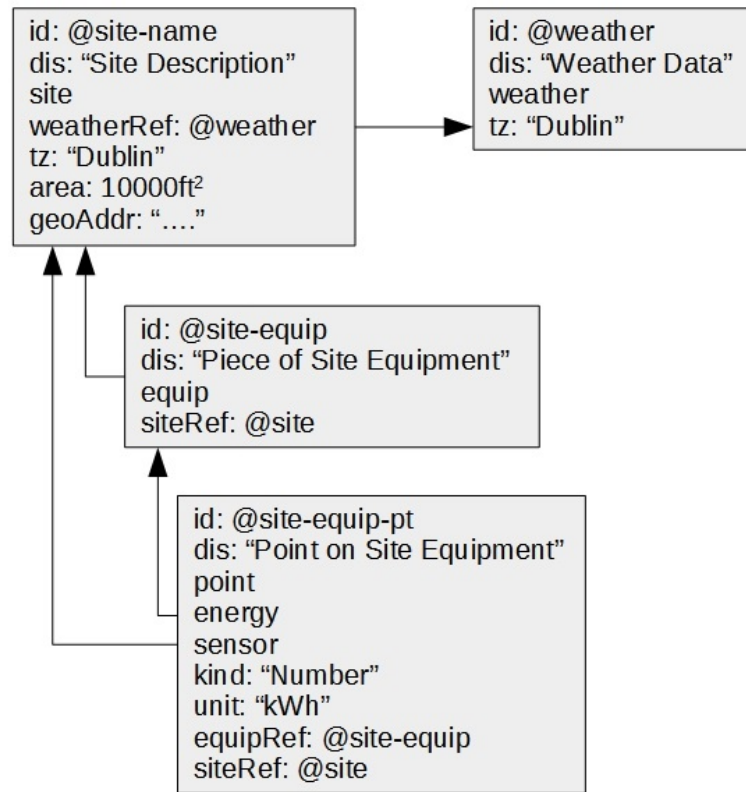 id: @site-name
dis: “Site Description”
site
weatherRef: @weather
tz: “Dublin”
area: 10000ft²
geoAddr: “....”
id: @weather
dis: “Weather Data”
weather
tz: “Dublin”
id: @site-equip
dis: “Piece of Site Equipment”
equip
siteRef: @site
id: @site-equip-pt
dis: “Point on Site Equipment”
point
energy
sensor
kind: “Number”
unit: “kWh”
equipRef: @site-equip
siteRef: @site